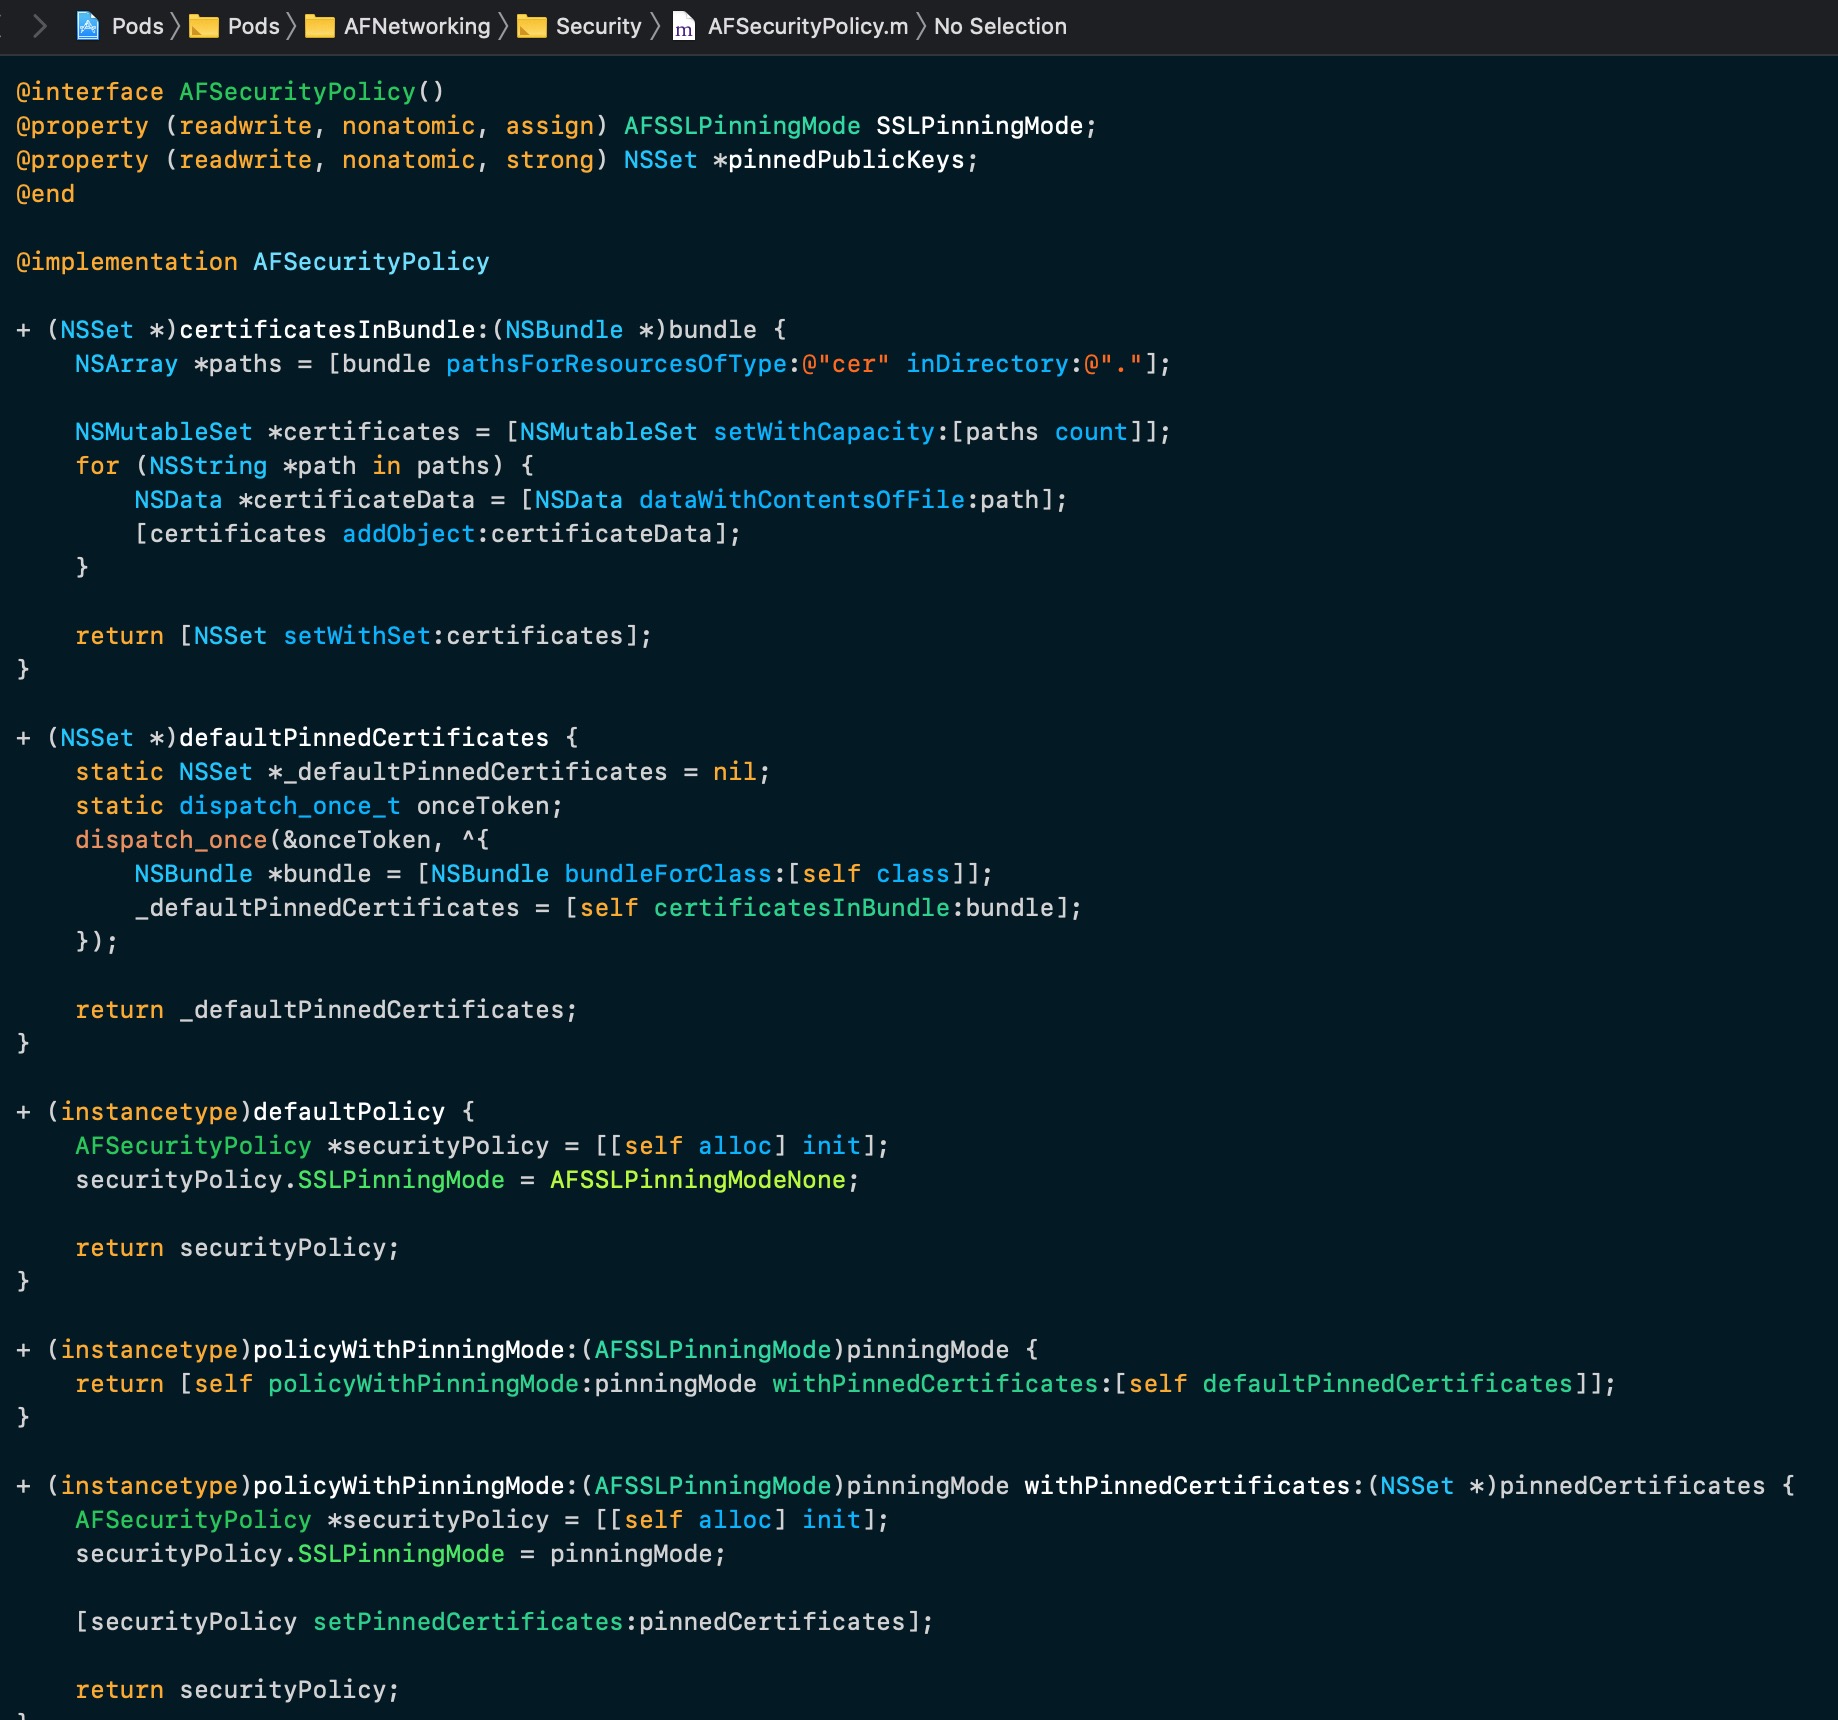 Pods 〉 Pods 〉 AFNetworking 〉 Security 〉 m AFSecurityPolicy.m 〉 No Selection
@interface AFSecurityPolicy()
@property (readwrite, nonatomic, assign) AFSSLPinningMode SSLPinningMode;
@property (readwrite, nonatomic, strong) NSSet *pinnedPublicKeys;
@end

@implementation AFSecurityPolicy

+ (NSSet *)certificatesInBundle:(NSBundle *)bundle {
    NSArray *paths = [bundle pathsForResourcesOfType:@"cer" inDirectory:@"."];

    NSMutableSet *certificates = [NSMutableSet setWithCapacity:[paths count]];
    for (NSString *path in paths) {
        NSData *certificateData = [NSData dataWithContentsOfFile:path];
        [certificates addObject:certificateData];
    }

    return [NSSet setWithSet:certificates];
}

+ (NSSet *)defaultPinnedCertificates {
    static NSSet *_defaultPinnedCertificates = nil;
    static dispatch_once_t onceToken;
    dispatch_once(&onceToken, ^{
        NSBundle *bundle = [NSBundle bundleForClass:[self class]];
        _defaultPinnedCertificates = [self certificatesInBundle:bundle];
    });

    return _defaultPinnedCertificates;
}

+ (instancetype)defaultPolicy {
    AFSecurityPolicy *securityPolicy = [[self alloc] init];
    securityPolicy.SSLPinningMode = AFSSLPinningModeNone;

    return securityPolicy;
}

+ (instancetype)policyWithPinningMode:(AFSSLPinningMode)pinningMode {
    return [self policyWithPinningMode:pinningMode withPinnedCertificates:[self defaultPinnedCertificates]];
}

+ (instancetype)policyWithPinningMode:(AFSSLPinningMode)pinningMode withPinnedCertificates:(NSSet *)pinnedCertificates {
    AFSecurityPolicy *securityPolicy = [[self alloc] init];
    securityPolicy.SSLPinningMode = pinningMode;

    [securityPolicy setPinnedCertificates:pinnedCertificates];

    return securityPolicy;
}